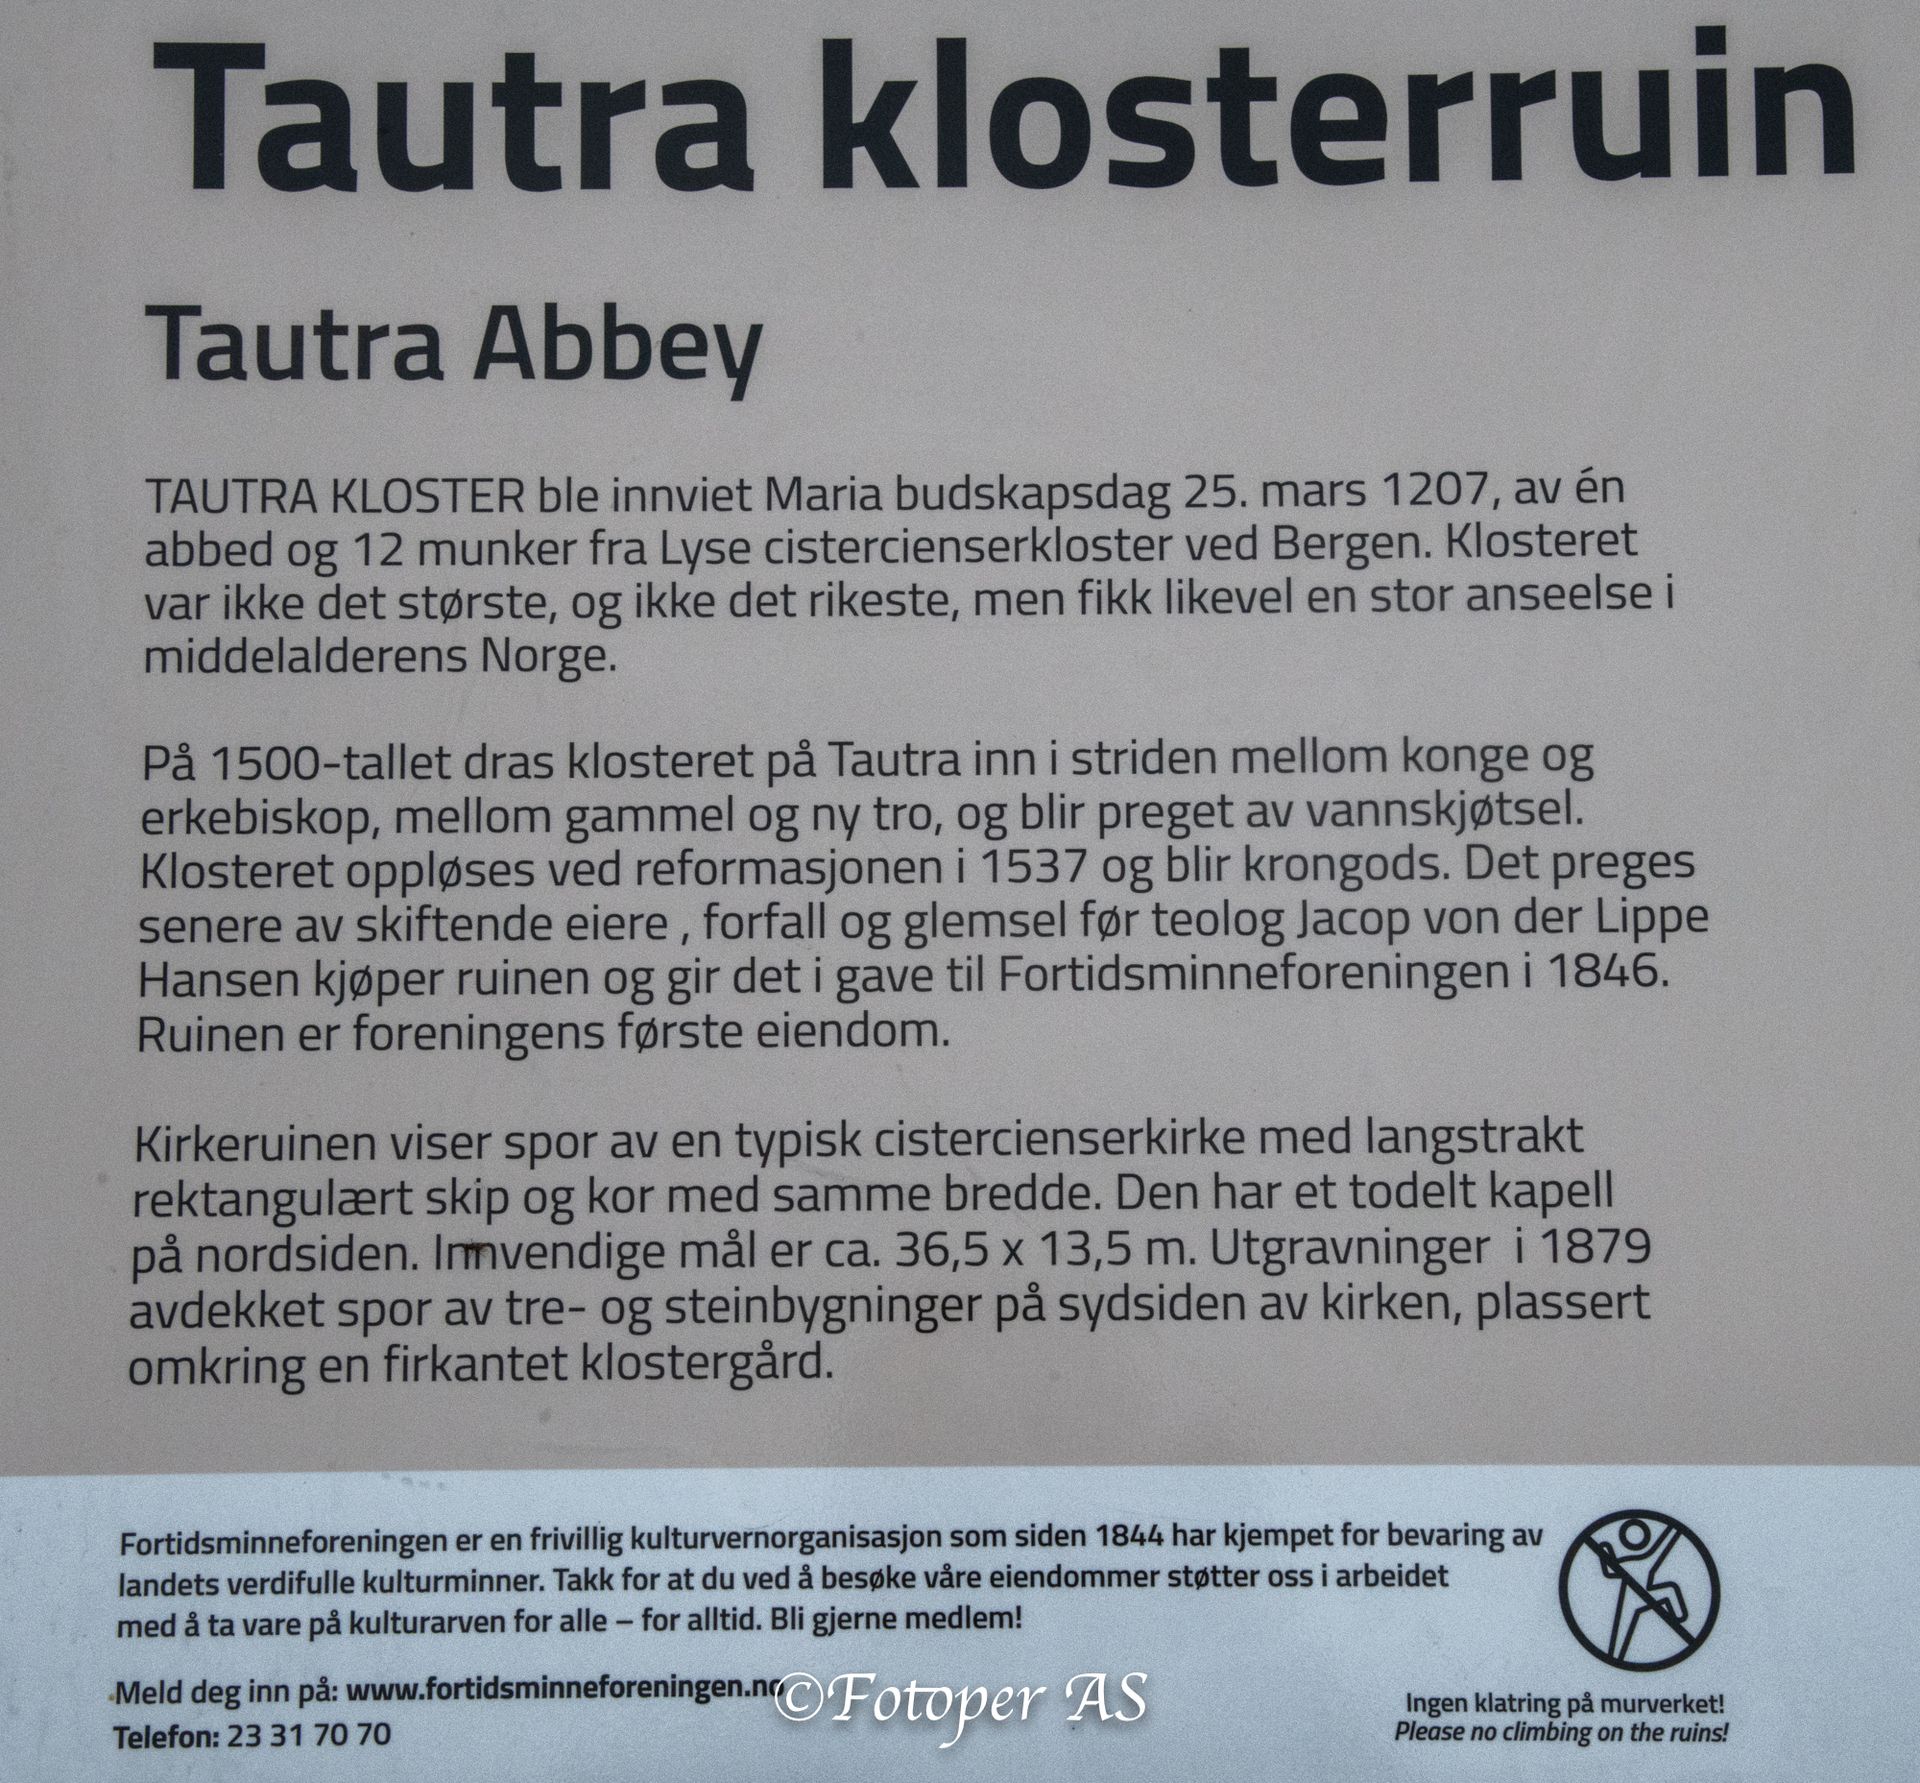 Tautra klosterruin
Tautra Abbey
TAUTRA KLOSTER ble innviet Maria budskapsdag 25. mars 1207, av én
abbed og 12 munker fra Lyse cistercienserkloster ved Bergen. Klosteret
var ikke det største, og ikke det rikeste, men fikk likevel en stor anseelse i
middelalderens Norge.
På 1500-tallet dras klosteret på Tautra inn i striden mellom konge og
erkebiskop, mellom gammel og ny tro, og blir preget av vannskjøtsel.
Klosteret oppløses ved reformasjonen i 1537 og blir krongods. Det preges
senere av skiftende eiere , forfall og glemsel før teolog Jacop von der Lippe
Hansen kjøper ruinen og gir det i gave til Fortidsminneforeningen i 1846.
Ruinen er foreningens første eiendom.
Kirkeruinen viser spor av en typisk cistercienserkirke med langstrakt
rektangulært skip og kor med samme bredde. Den har et todelt kapell
på nordsiden. Innvendige mål er ca. 36,5 x 13,5 m. Utgravninger i 1879
avdekket spor av tre- og steinbygninger på sydsiden av kirken, plassert
omkring en firkantet klostergård.
Fortidsminneforeningen er en frivillig kulturvernorganisasjon som siden 1844 har kjempet for bevaring av
landets verdifulle kulturminner. Takk for at du ved å besøke våre eiendommer støtter oss i arbeidet
med å ta vare på kulturarven for alle – for alltid. Bli gjerne medlem!
Meld deg inn på: www.fortidsminneforeningen.no
Telefon: 23 31 70 70
©Fotoper AS
Ingen klatring på murverket!
Please no climbing on the ruins!